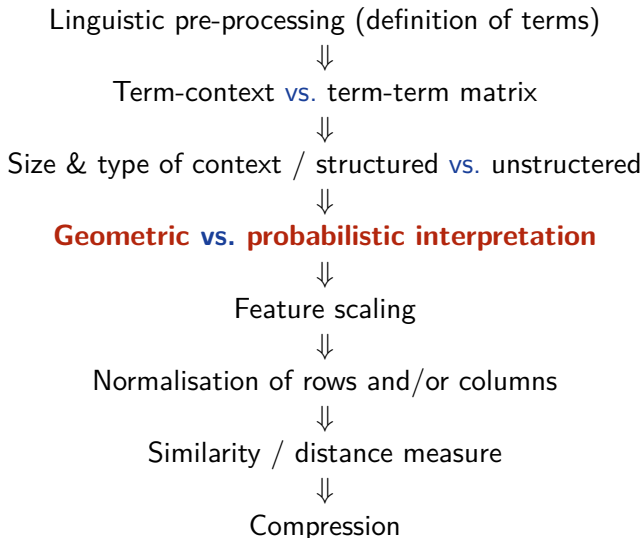 Linguistic pre-processing (definition of terms)
⇓
Term-context vs. term-term matrix
⇓
Size & type of context / structured vs. unstructered
⇓
Geometric vs. probabilistic interpretation
⇓
Feature scaling
⇓
Normalisation of rows and/or columns
⇓
Similarity / distance measure
⇓
Compression